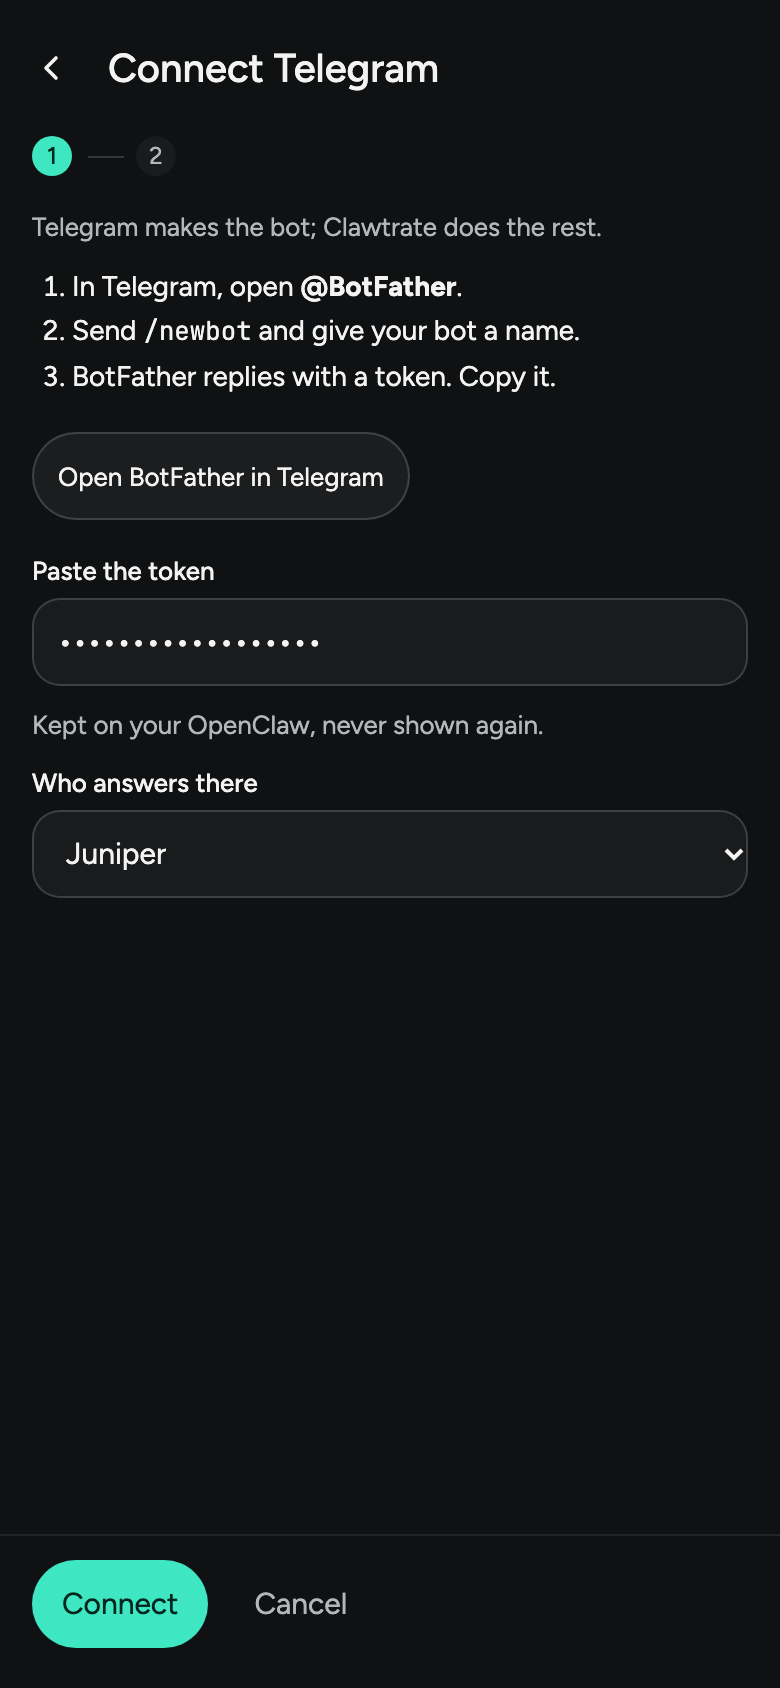 Connect Telegram
1 2
Telegram makes the bot; Clawtrate does the rest.
1. In Telegram, open @BotFather.
2. Send /newbot and give your bot a name.
3. BotFather replies with a token. Copy it.
Open BotFather in Telegram
Paste the token
••••••••••••••••••
Kept on your OpenClaw, never shown again.
Who answers there
Juniper
Connect Cancel